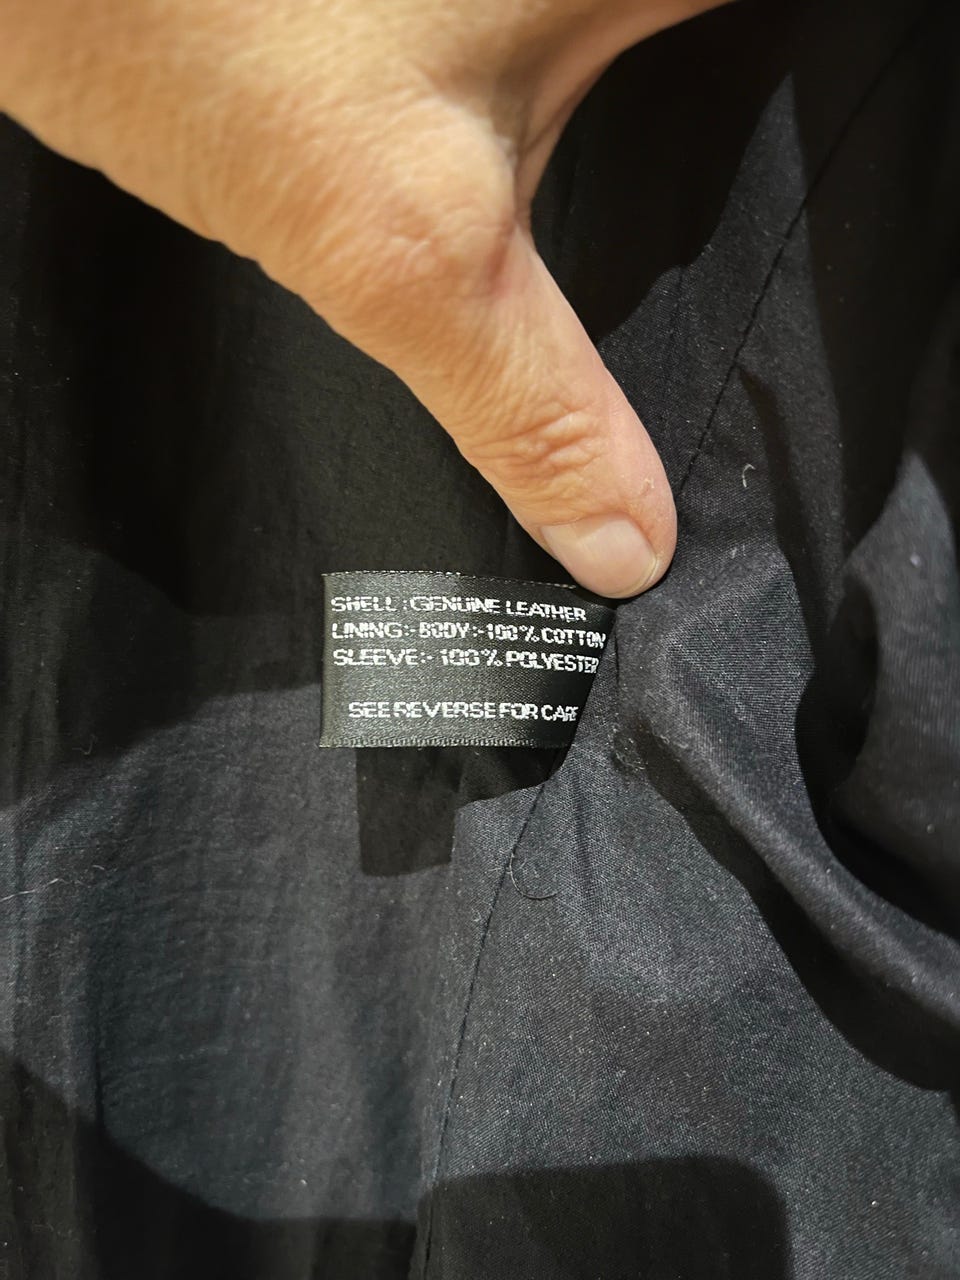 SHELL :GENUINE LEATHER
LINING:- BODY :-100% COTTON
SLEEVE:- 100% POLYESTER
SEE REVERSE FOR CARE